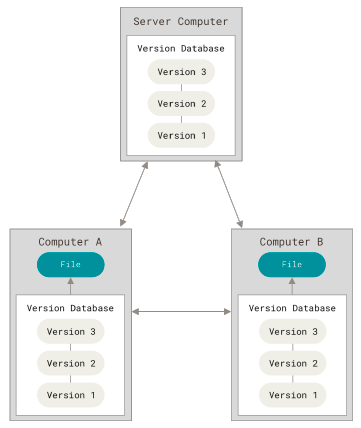 Server Computer
Version Database
Version 3
Version 2
Version 1
Computer A
File
Version Database
Version 3
Version 2
Version 1
Computer B
File
Version Database
Version 3
Version 2
Version 1